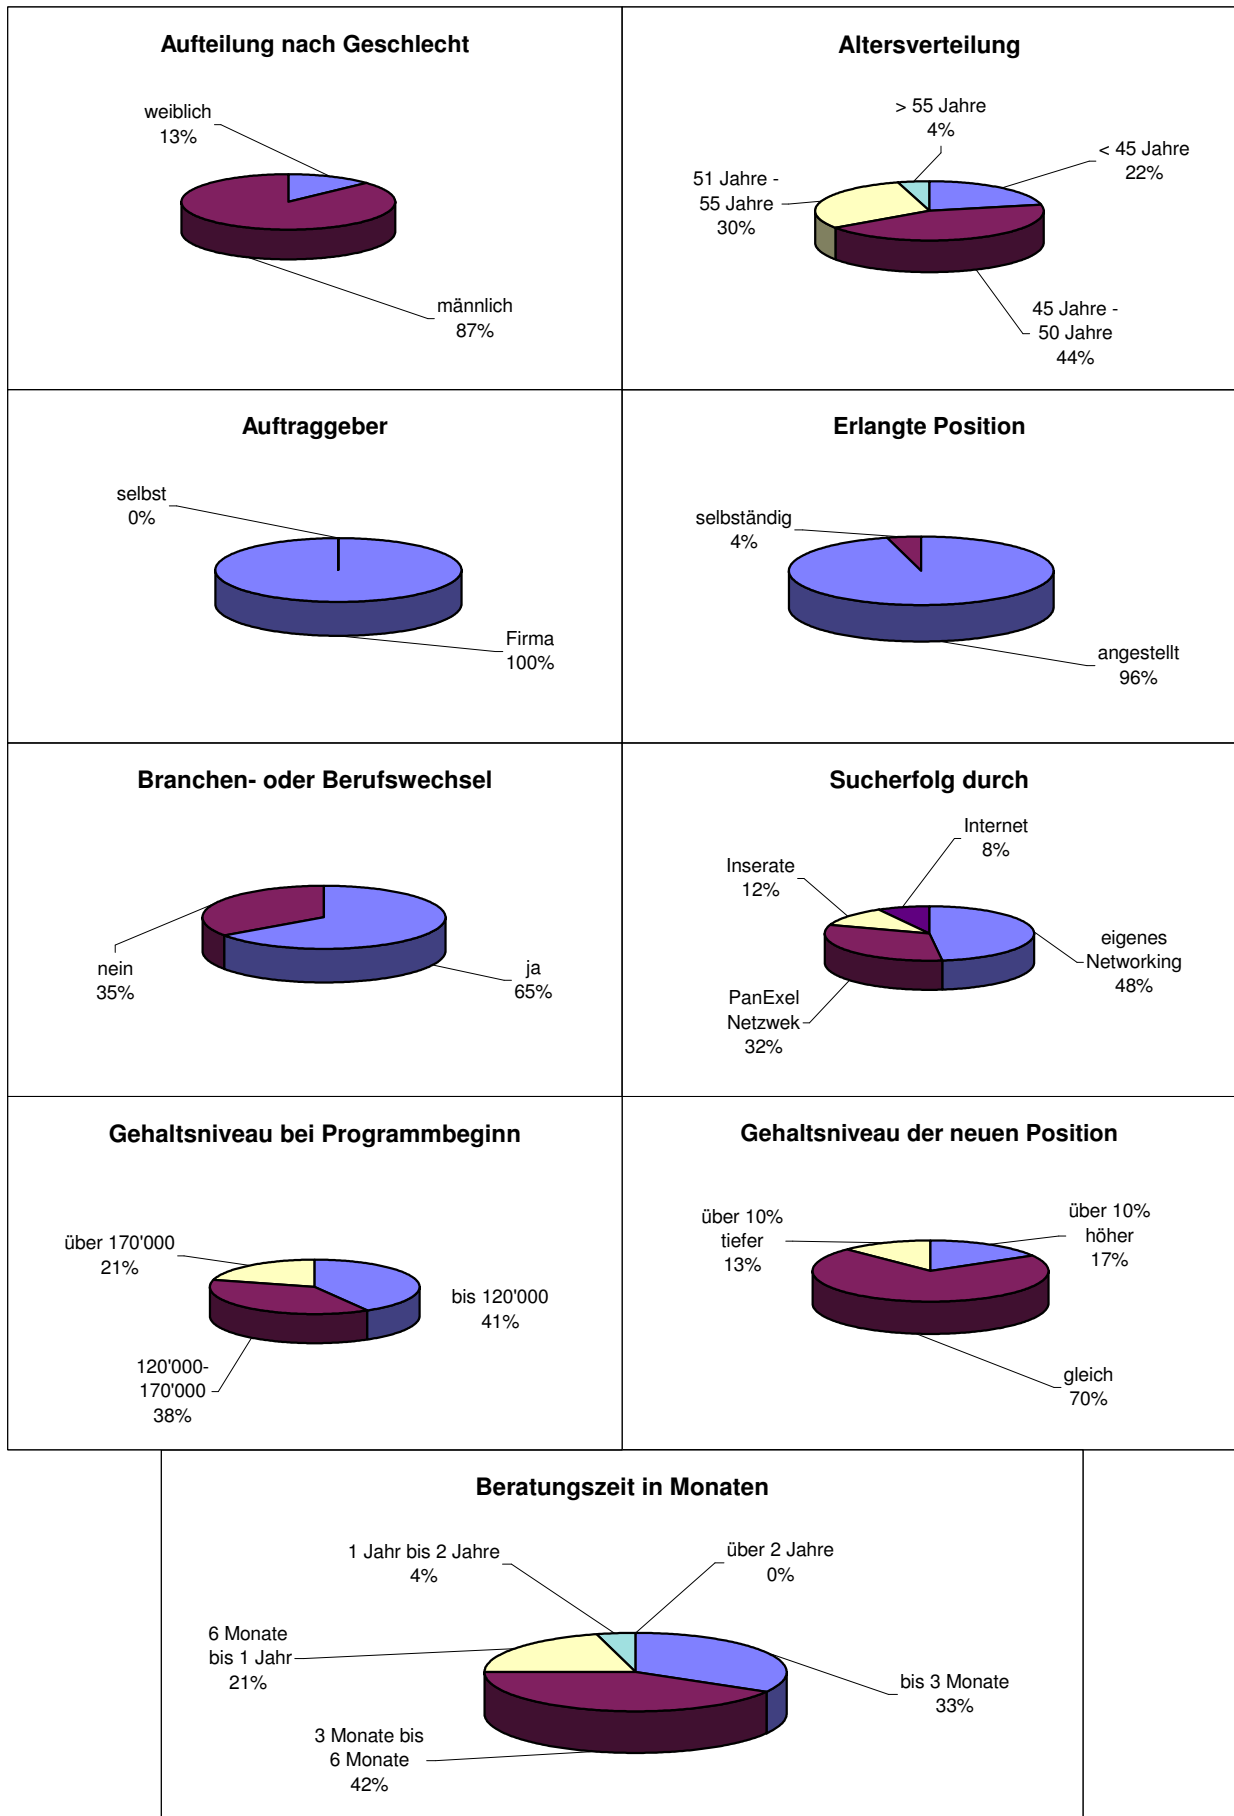 Aufteilung nach Geschlecht
weiblich
13%
männlich
87%
Altersverteilung
> 55 Jahre
4%
< 45 Jahre
22%
51 Jahre -
55 Jahre
30%
45 Jahre -
50 Jahre
44%
Auftraggeber
selbst
0%
Firma
100%
Erlangte Position
selbständig
4%
angestellt
96%
Branchen- oder Berufswechsel
nein
35%
ja
65%
Sucherfolg durch
Internet
8%
Inserate
12%
eigenes
Networking
48%
PanExel
Netzwek
32%
Gehaltsniveau bei Programmbeginn
über 170'000
21%
bis 120'000
41%
120'000-
170'000
38%
Gehaltsniveau der neuen Position
über 10%
tiefer
13%
über 10%
höher
17%
gleich
70%
Beratungszeit in Monaten
1 Jahr bis 2 Jahre
4%
über 2 Jahre
0%
6 Monate
bis 1 Jahr
21%
bis 3 Monate
33%
3 Monate bis
6 Monate
42%